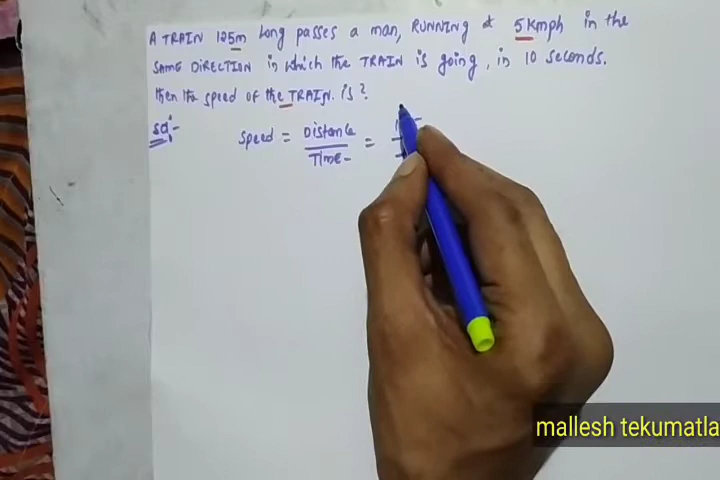 A TRAIN 125m long passes a man, RUNNING at 5Kmph in the
SAME DIRECTION in which the TRAIN is going, in 10 seconds.
then the speed of the TRAIN. is?
sol:-
Speed = Distance / Time =
mallesh tekumatla